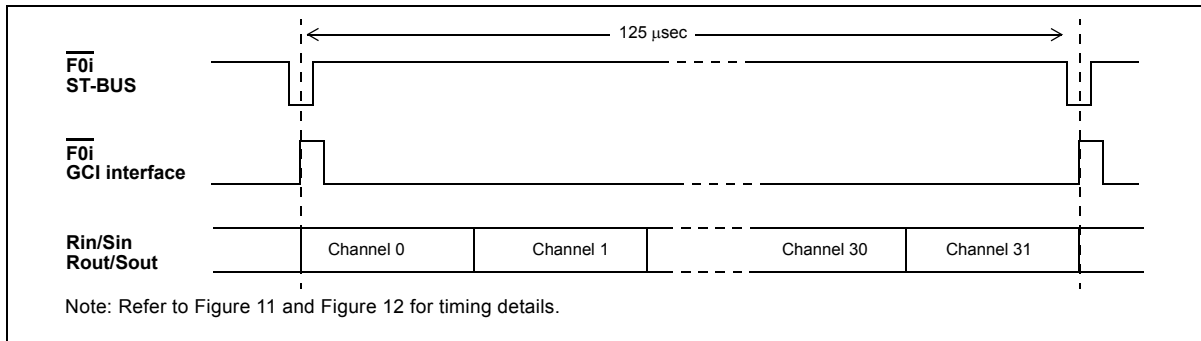 125 μsec
F0i
ST-BUS
F0i
GCI interface
Rin/Sin
Rout/Sout
Channel 0
Channel 1
Channel 30
Channel 31
Note: Refer to Figure 11 and Figure 12 for timing details.